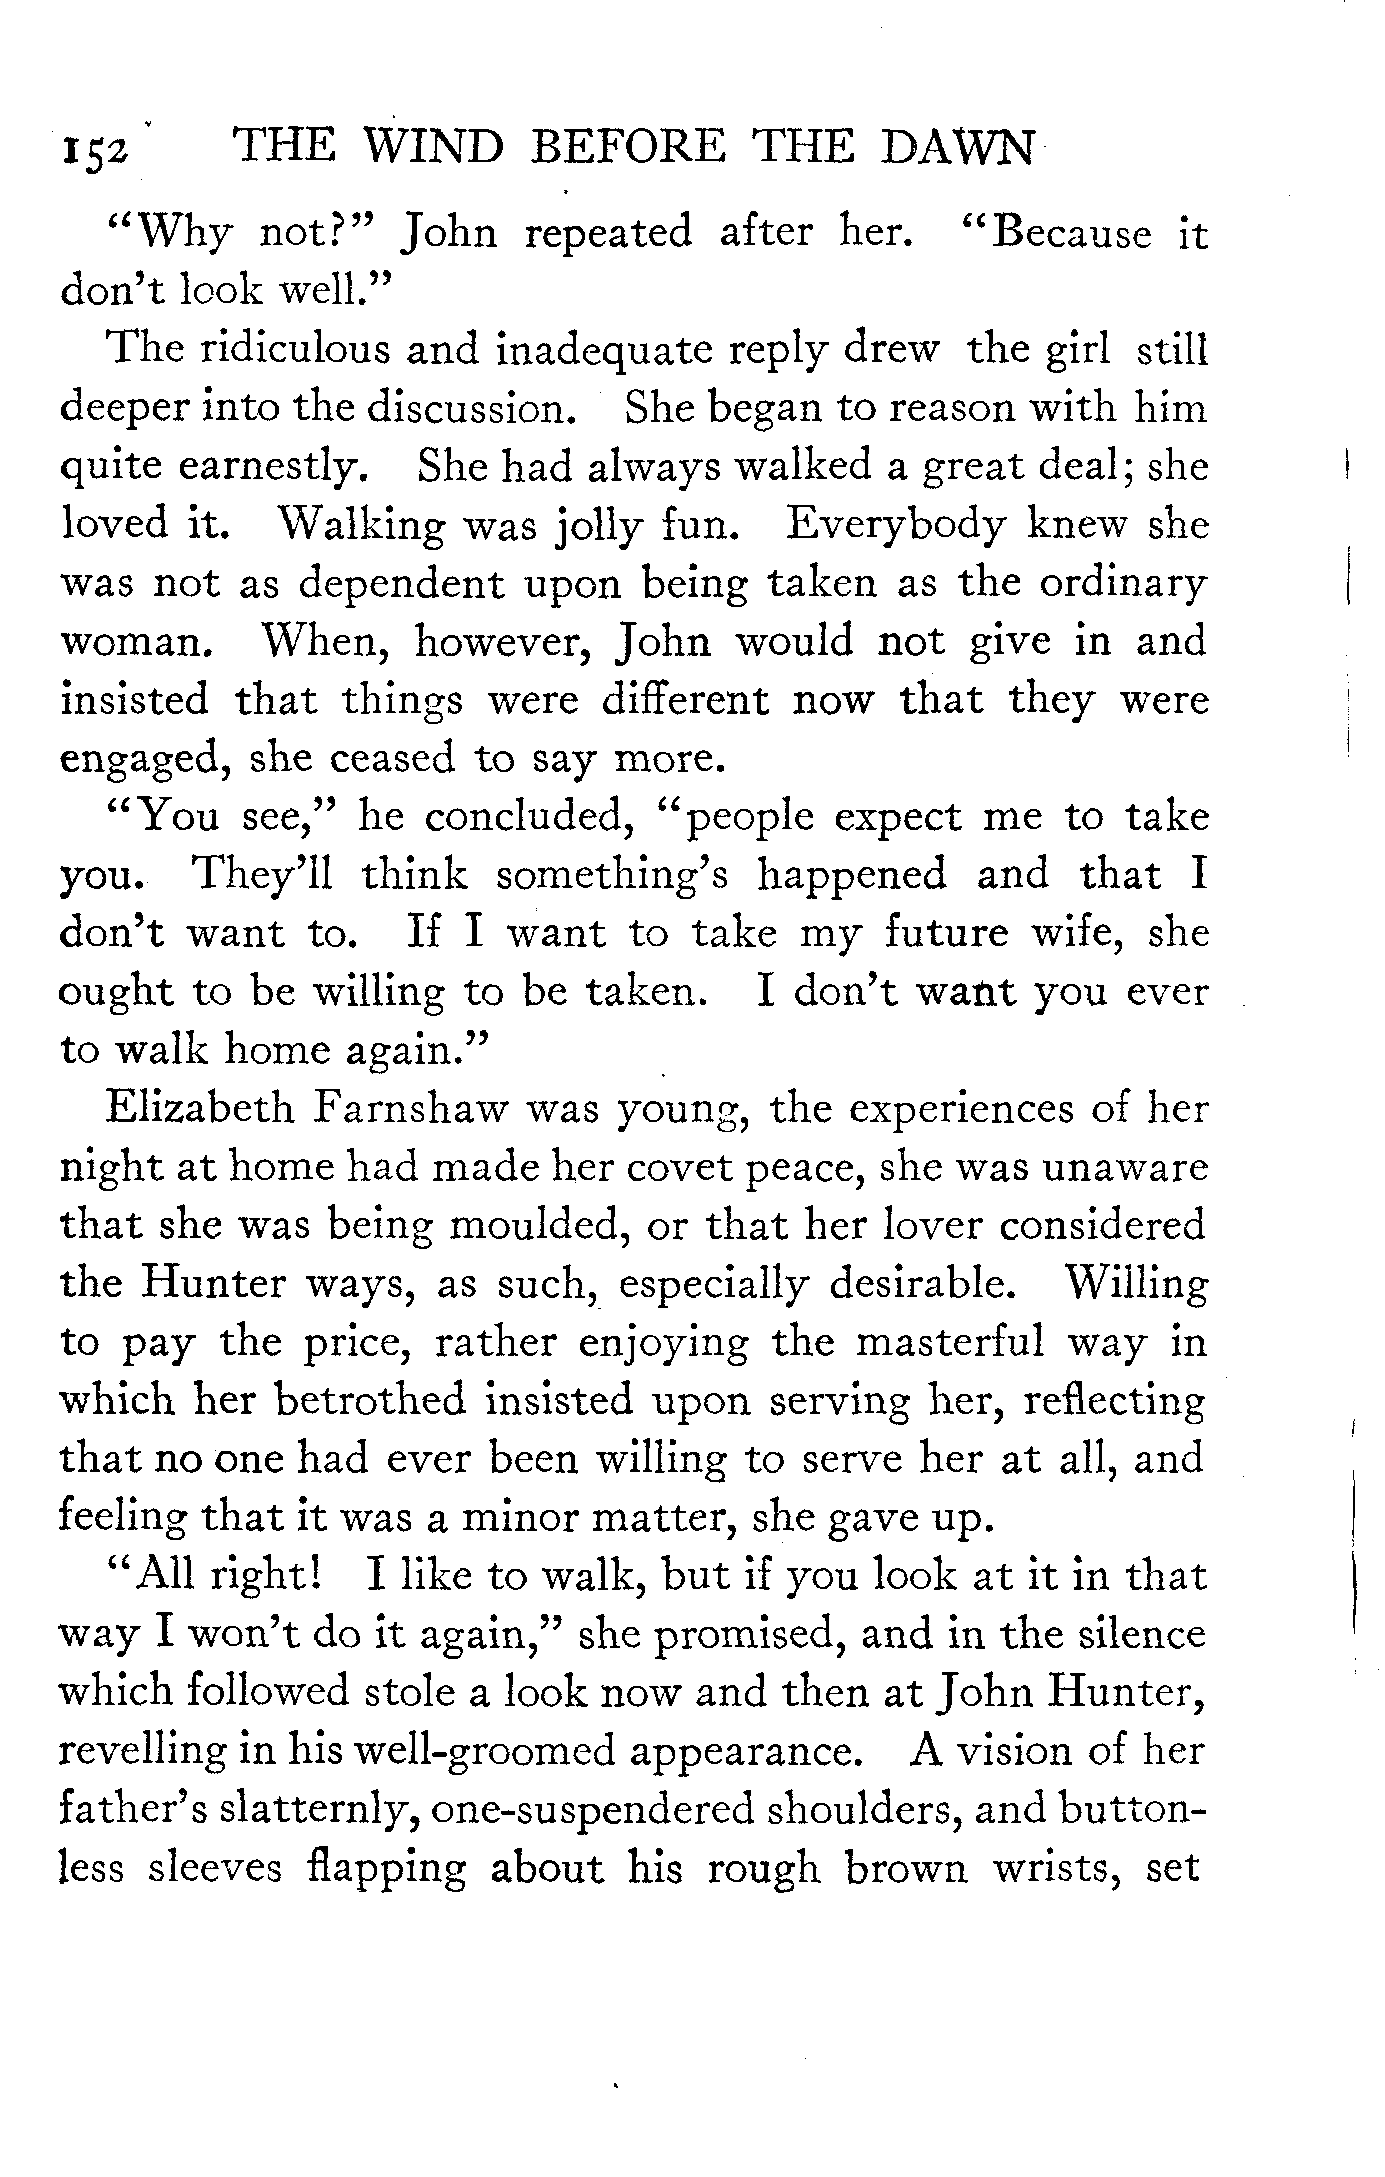 152 THE WIND BEFORE THE DAWN
"Why not?" John repeated after her. "Because it
don't look well."
The ridiculous and inadequate reply drew the girl still
deeper into the discussion. She began to reason with him
quite earnestly. She had always walked a great deal; she
loved it. Walking was jolly fun. Everybody knew she
was not as dependent upon being taken as the ordinary
woman. When, however, John would not give in and
insisted that things were different now that they were
engaged, she ceased to say more.
"You see," he concluded, "people expect me to take
you. They'll think something's happened and that I
don't want to. If I want to take my future wife, she
ought to be willing to be taken. I don't want you ever
to walk home again."
Elizabeth Farnshaw was young, the experiences of her
night at home had made her covet peace, she was unaware
that she was being moulded, or that her lover considered
the Hunter ways, as such, especially desirable. Willing
to pay the price, rather enjoying the masterful way in
which her betrothed insisted upon serving her, reflecting
that no one had ever been willing to serve her at all, and
feeling that it was a minor matter, she gave up.
"All right! I like to walk, but if you look at it in that
way I won't do it again," she promised, and in the silence
which followed stole a look now and then at John Hunter,
revelling in his well-groomed appearance. A vision of her
father's slatternly, one-suspendered shoulders, and button-
less sleeves flapping about his rough brown wrists, set